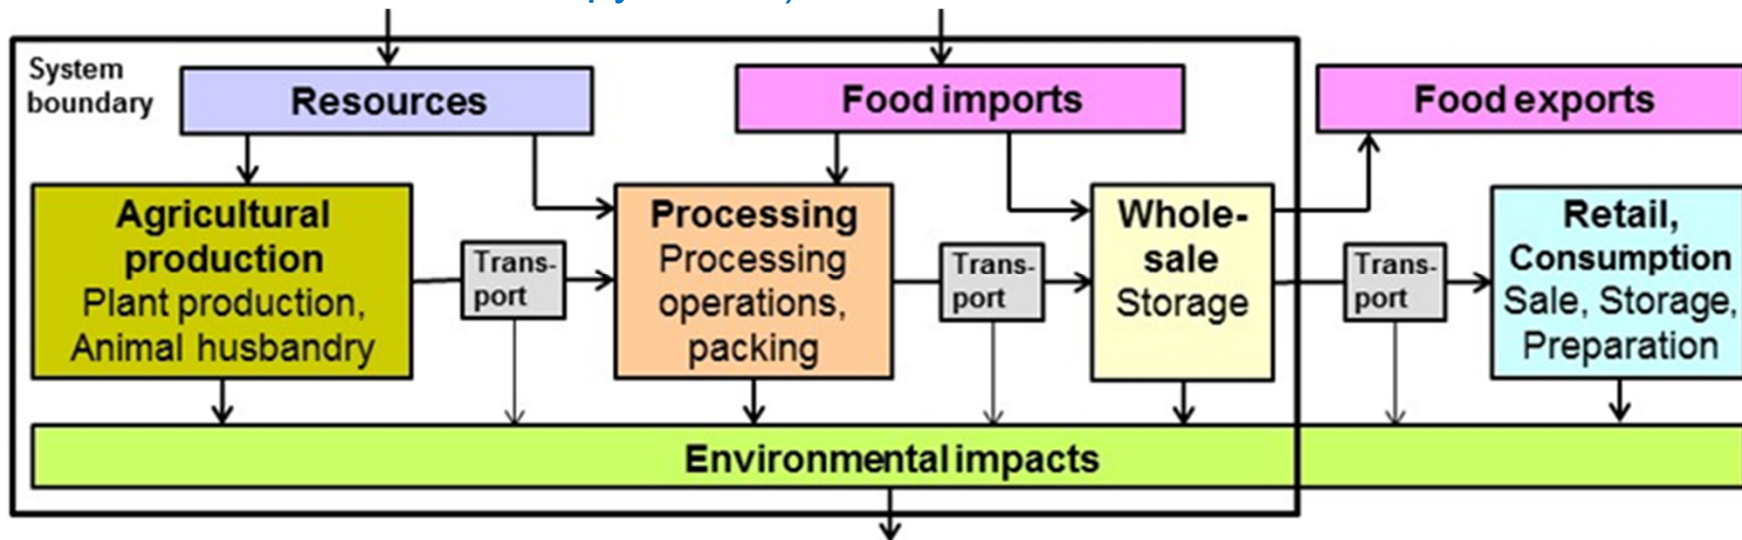 System
boundary
Resources
Food imports
Food exports
Agricultural
production
Plant production,
Animal husbandry
Trans-
port
Processing
Processing
operations,
packing
Trans-
port
Whole-
sale
Storage
Trans-
port
Retail,
Consumption
Sale, Storage,
Preparation
Environmental impacts